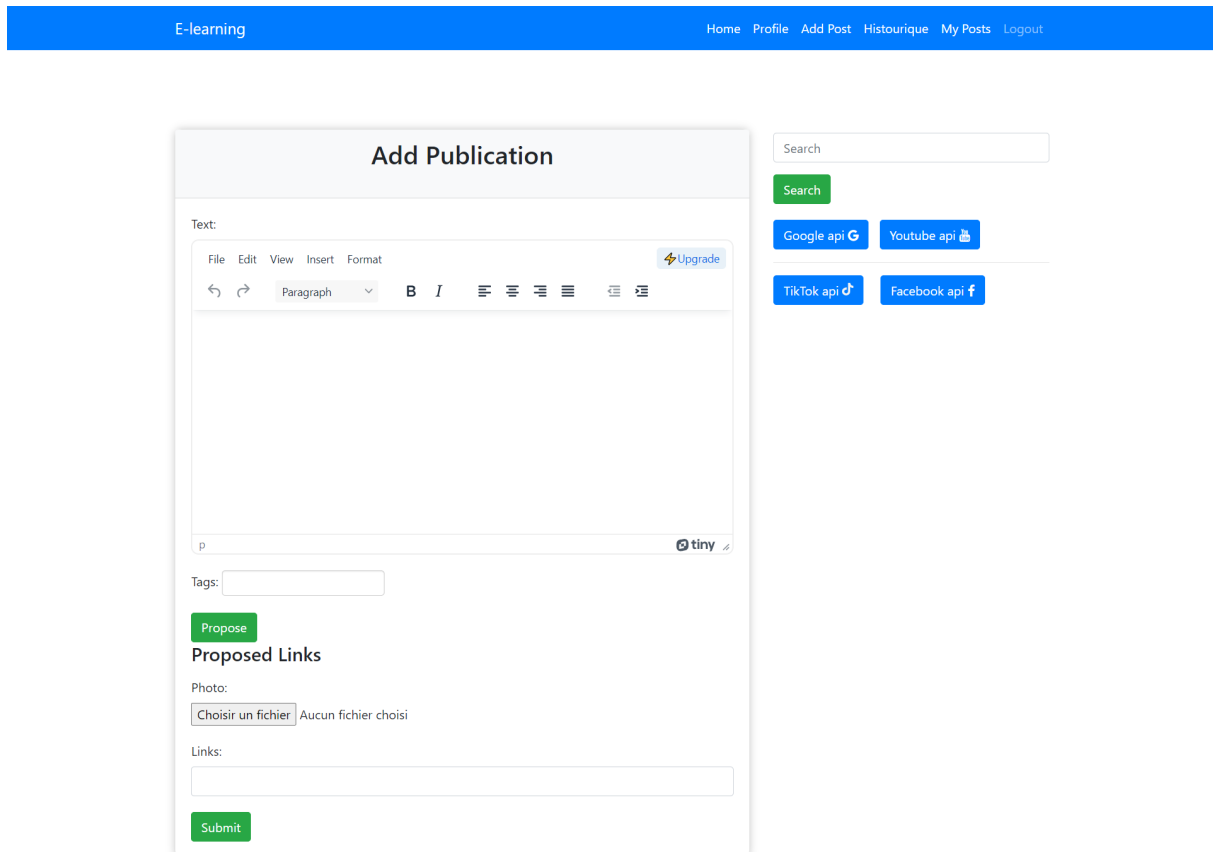 E-learning
Home Profile Add Post Histourique My Posts Logout
Add Publication
Text:
File Edit View Insert Format
Upgrade
Paragraph
B I
p
tiny
Tags:
Propose
Proposed Links
Photo:
Choisir un fichier Aucun fichier choisi
Links:
Submit
Search
Search
Google api Youtube api
TikTok api Facebook api